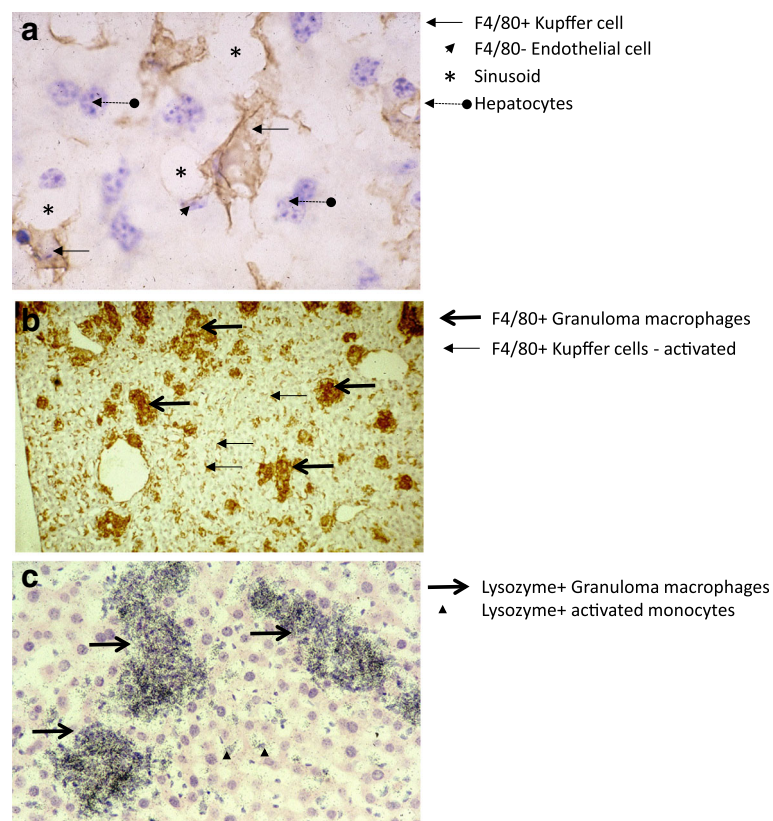 a
F4/80+ Kupffer cell
F4/80- Endothelial cell
* Sinusoid
Hepatocytes
*
*
*
b
F4/80+ Granuloma macrophages
F4/80+ Kupffer cells - activated
c
Lysozyme+ Granuloma macrophages
Lysozyme+ activated monocytes